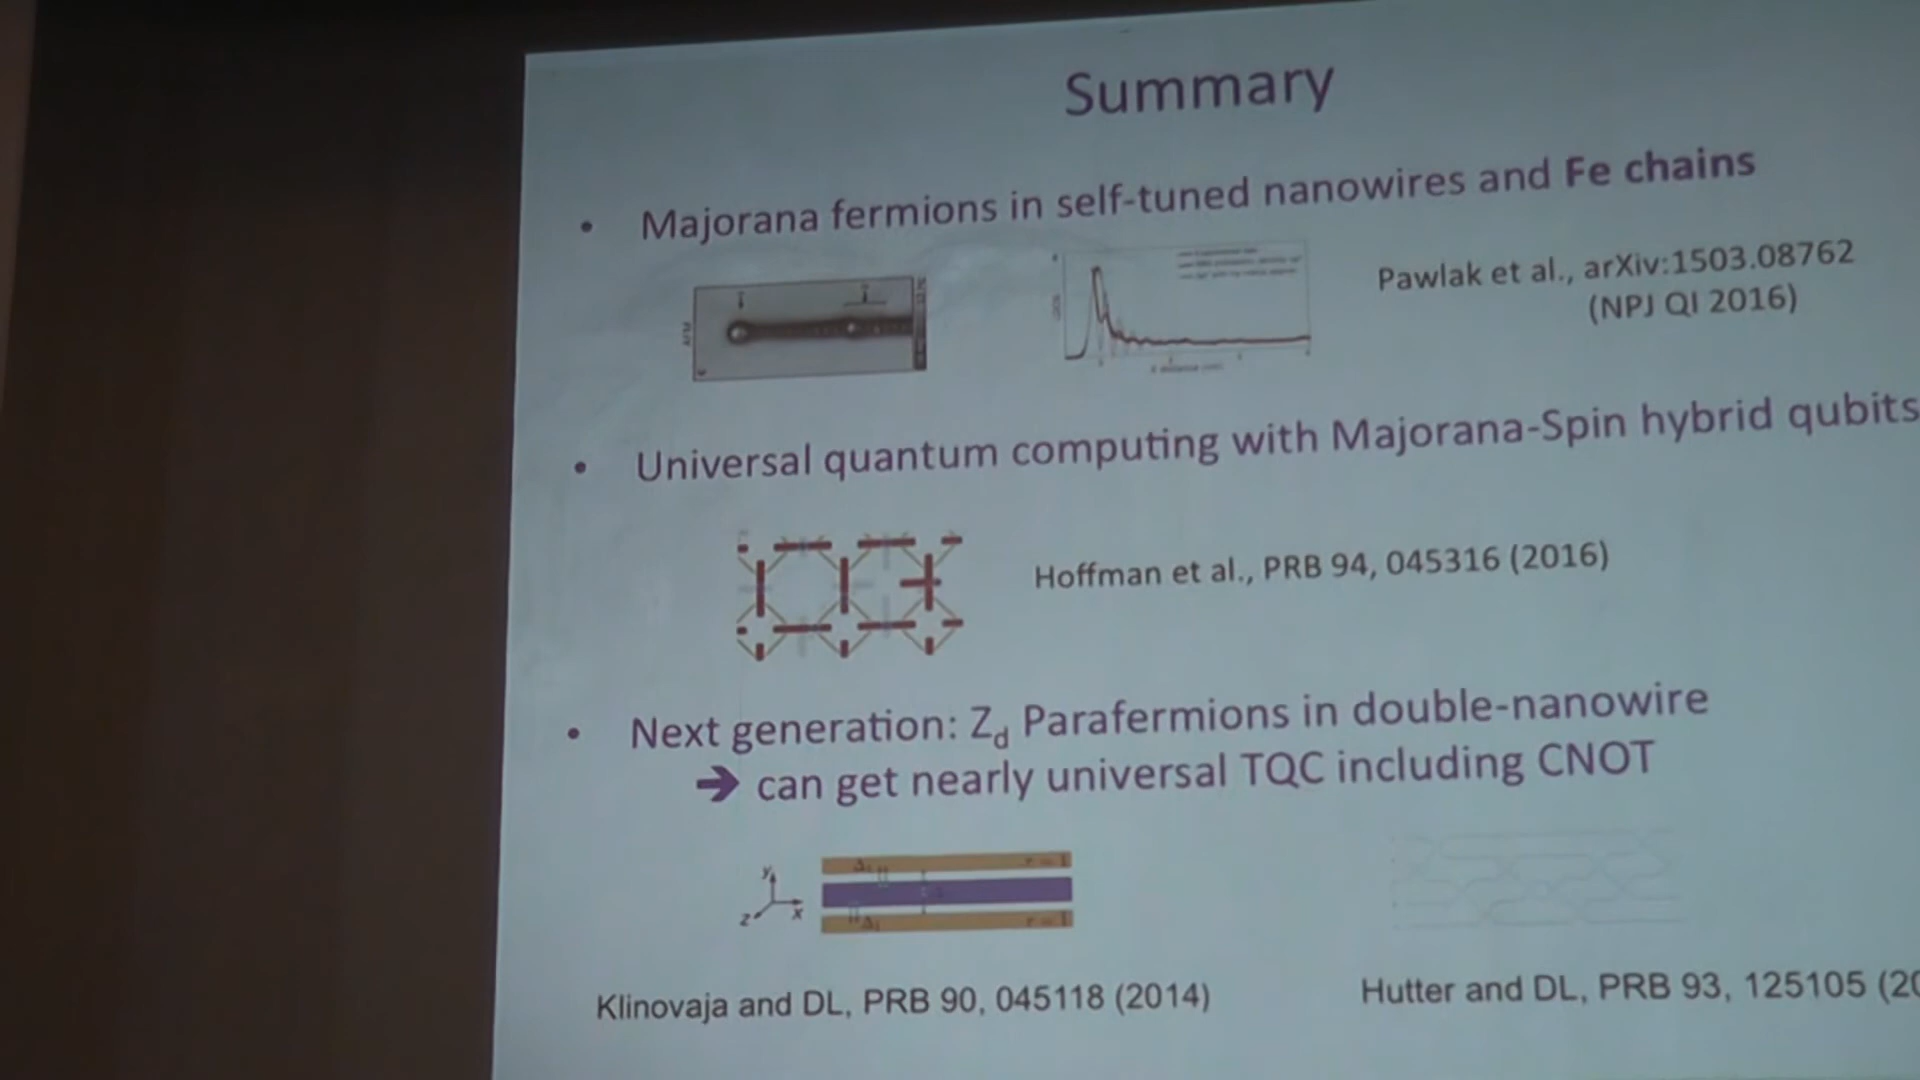 Summary
• Majorana fermions in self-tuned nanowires and Fe chains
Pawlak et al., arXiv:1503.08762
(NPJ QI 2016)
AFM
• Universal quantum computing with Majorana-Spin hybrid qubits
Hoffman et al., PRB 94, 045316 (2016)
• Next generation: Z_d Parafermions in double-nanowire
➔ can get nearly universal TQC including CNOT
y
z x
Klinovaja and DL, PRB 90, 045118 (2014)
Hutter and DL, PRB 93, 125105 (20